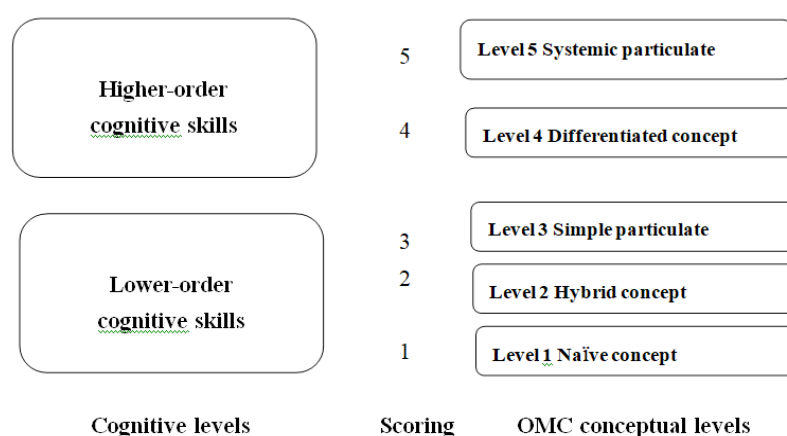 Higher-order
cognitive skills
5
Level 5 Systemic particulate
4
Level 4 Differentiated concept
Lower-order
cognitive skills
3
Level 3 Simple particulate
2
Level 2 Hybrid concept
1
Level 1 Naïve concept
Cognitive levels
Scoring
OMC conceptual levels